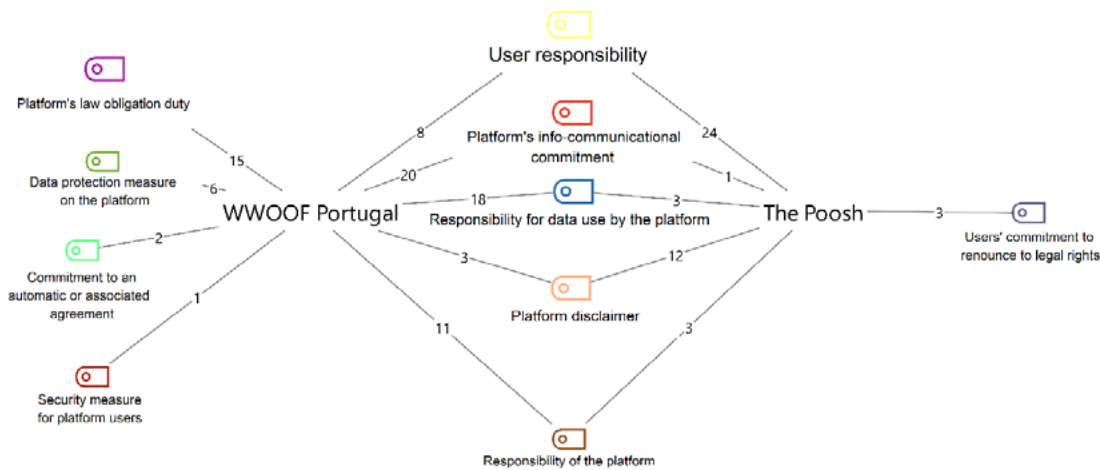 User responsibility
Platform's law obligation duty
8
24
Platform's info-communicational
commitment
15
20
1
Data protection measure
on the platform
6
18
3
WWOOF Portugal
Responsibility for data use by the platform
The Poosh
3
Users' commitment to
renounce to legal rights
2
3
12
Commitment to an
automatic or associated
agreement
1
Platform disclaimer
11
3
Security measure
for platform users
Responsibility of the platform